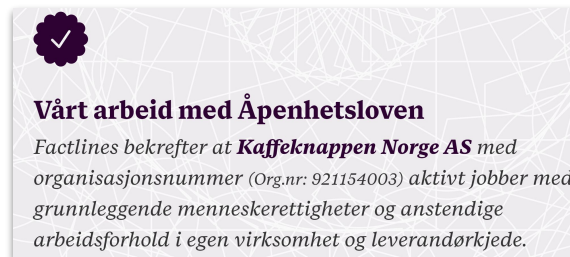 Vårt arbeid med Åpenhetsloven
Factlines bekrefter at Kaffeknappen Norge AS med
organisasjonsnummer (Org.nr: 921154003) aktivt jobber med
grunnleggende menneskerettigheter og anstendige
arbeidsforhold i egen virksomhet og leverandørkjede.